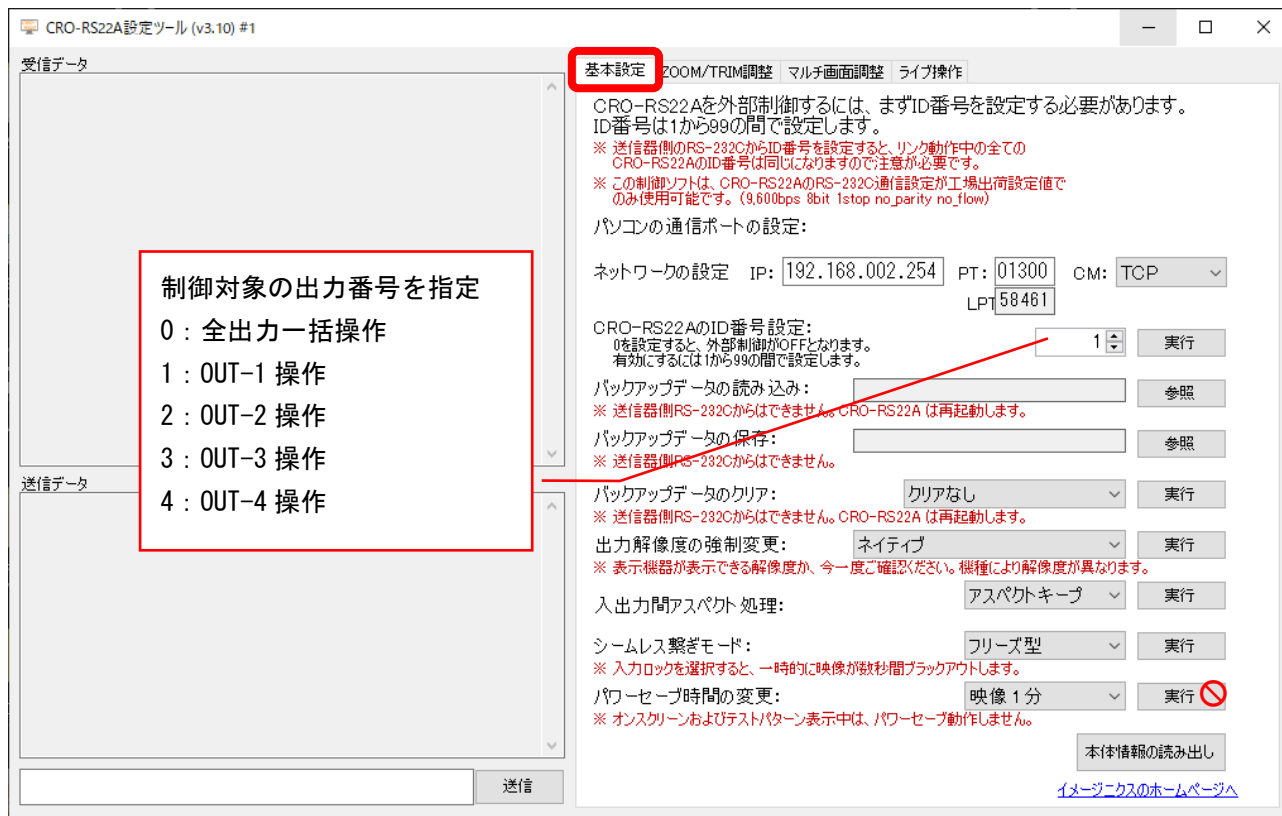 CRO-RS22A設定ツール (v3.10) #1
受信データ
基本設定
ZOOM/TRIM調整
マルチ画面調整
ライブ操作
CRO-RS22Aを外部制御するには、まずID番号を設定する必要があります。
ID番号は1から99の間で設定します。
※ 送信器側のRS-232CからID番号を設定すると、リンク動作中の全ての
CRO-RS22AのID番号は同じになりますので注意が必要です。
※ この制御ソフトは、CRO-RS22AのRS-232C通信設定が工場出荷設定値で
のみ使用可能です。(9,600bps 8bit 1stop no_parity no_flow)
パソコンの通信ポートの設定:
ネットワークの設定 IP: 192.168.002.254 PT: 01300 CM: TCP
LPT 58461
CRO-RS22AのID番号設定:
0を設定すると、外部制御がOFFとなります。
有効にするには1から99の間で設定します。
1 実行
バックアップデータの読み込み: 参照
※ 送信器側RS-232Cからはできません。CRO-RS22A は再起動します。
バックアップデータの保存: 参照
※ 送信器側RS-232Cからはできません。
バックアップデータのクリア: クリアなし 実行
※ 送信器側RS-232Cからはできません。CRO-RS22A は再起動します。
出力解像度の強制変更: ネイティブ 実行
※ 表示機器が表示できる解像度か、今一度ご確認ください。機種により解像度が異なります。
入出力間アスペクト処理: アスペクトキープ 実行
シームレス繋ぎモード: フリーズ型 実行
※ 入力ロックを選択すると、一時的に映像が数秒間ブラックアウトします。
パワーセーブ時間の変更: 映像1分 実行
※ オンスクリーンおよびテストパターン表示中は、パワーセーブ動作しません。
本体情報の読み出し
イメージニクスのホームページへ
制御対象の出力番号を指定
0:全出力一括操作
1:OUT-1 操作
2:OUT-2 操作
3:OUT-3 操作
4:OUT-4 操作
送信データ
送信